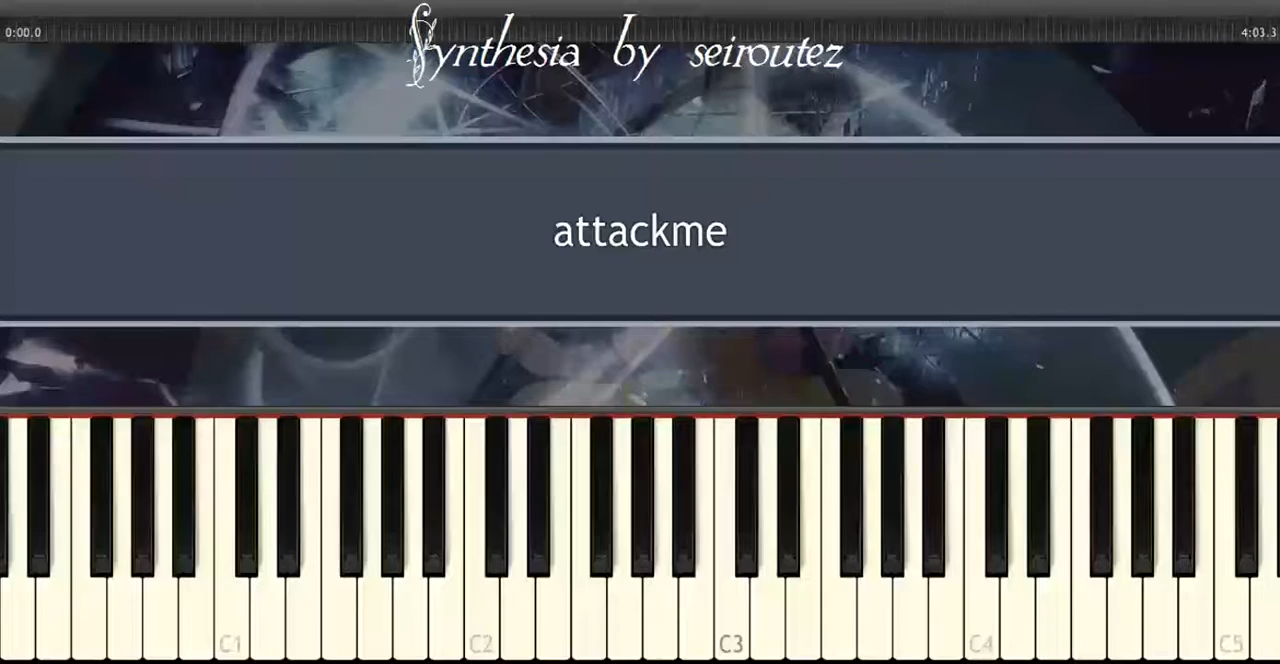 0:00.0
Synthesia by seiroutez
4:03.3
attackme
C1 C2 C3 C4 C5